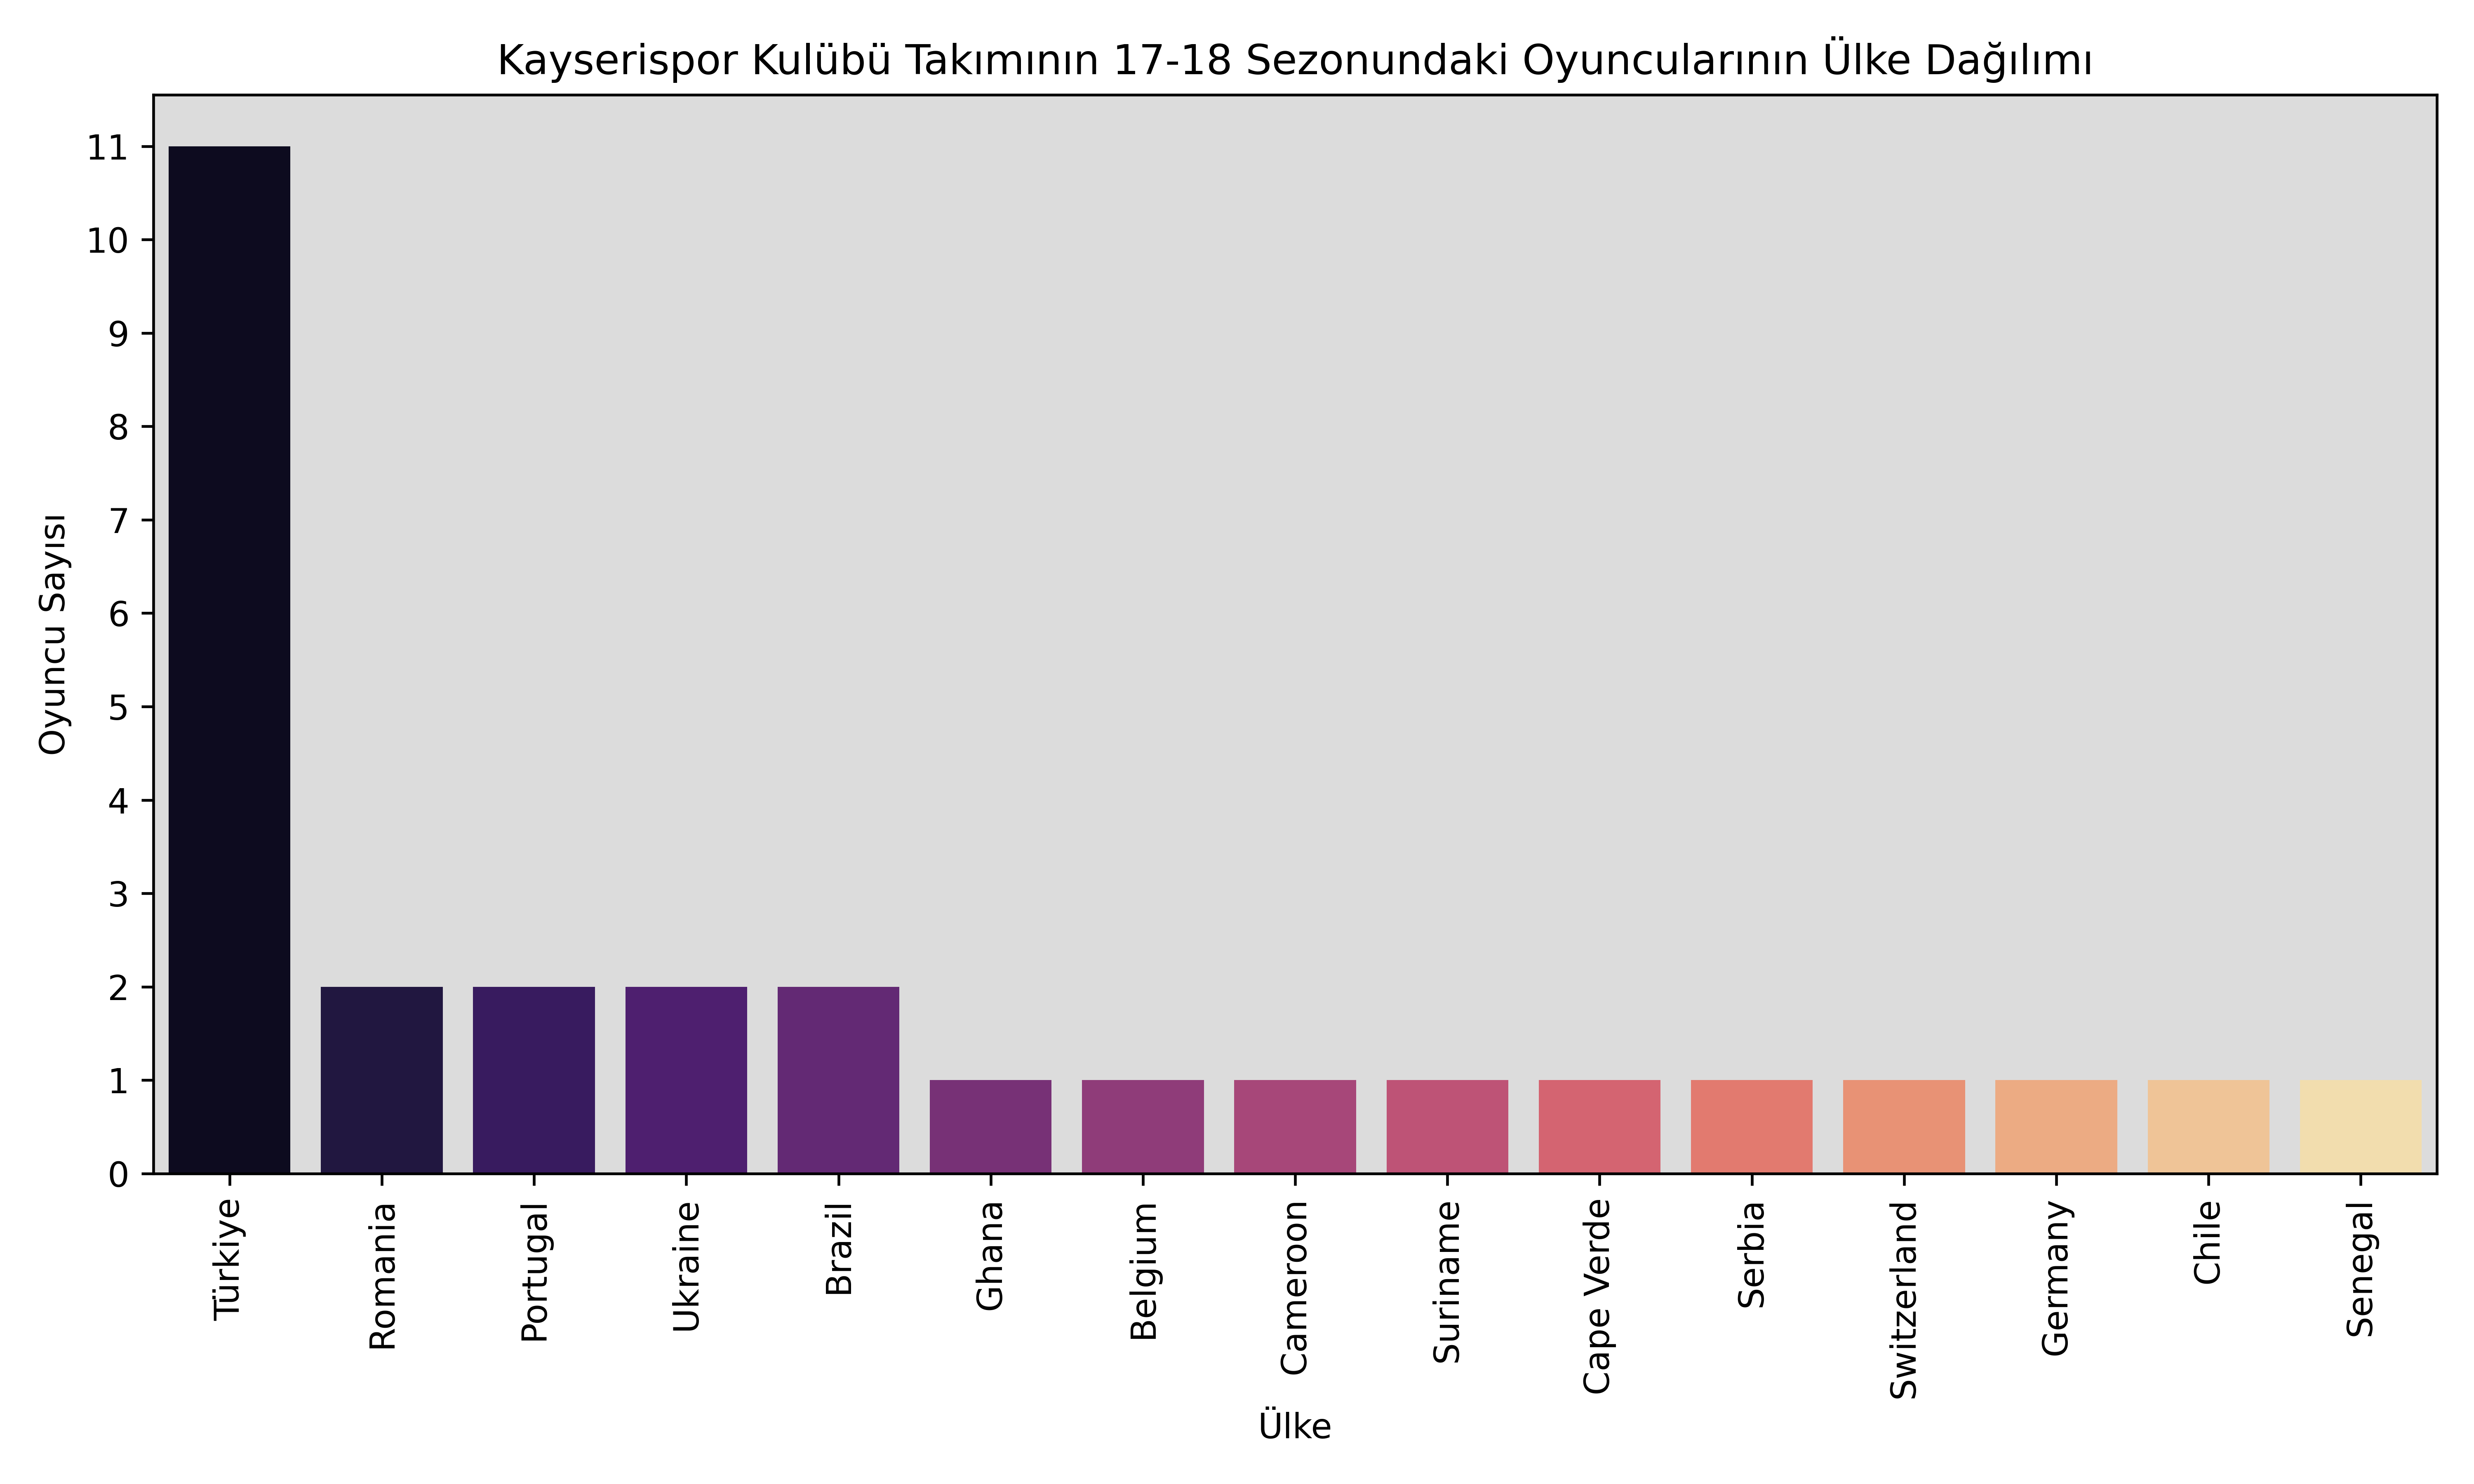 Kayserispor Kulübü Takımının 17-18 Sezonundaki Oyuncularının Ülke Dağılımı
Oyuncu Sayısı
11
10
9
8
7
6
5
4
3
2
1
0
Türkiye
Romania
Portugal
Ukraine
Brazil
Ghana
Belgium
Cameroon
Suriname
Cape Verde
Serbia
Switzerland
Germany
Chile
Senegal
Ülke